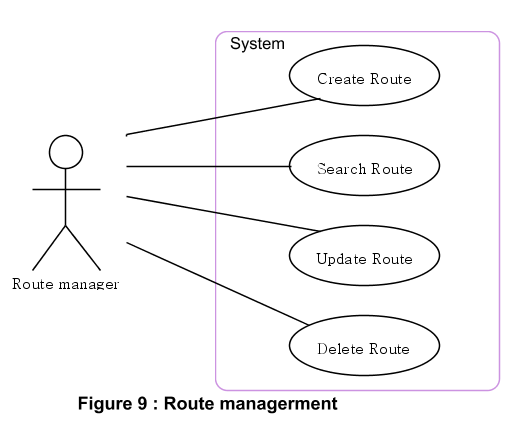 System
Create Route
Search Route
Update Route
Delete Route
Route manager
Figure 9 : Route managerment